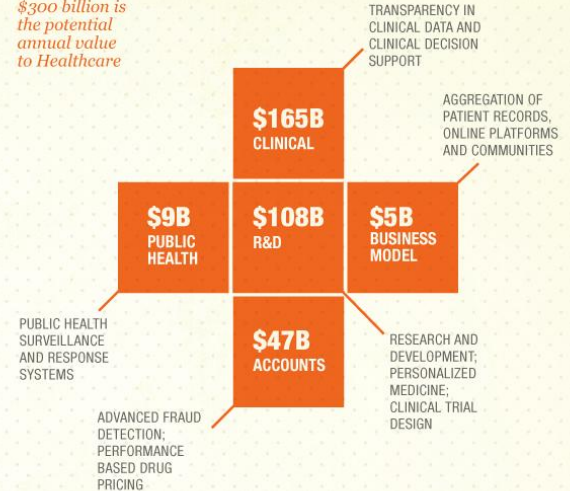 $300 billion is
the potential
annual value
to Healthcare
TRANSPARENCY IN
CLINICAL DATA AND
CLINICAL DECISION
SUPPORT
$165B
CLINICAL
AGGREGATION OF
PATIENT RECORDS,
ONLINE PLATFORMS
AND COMMUNITIES
$9B
PUBLIC
HEALTH
$108B
R&D
$5B
BUSINESS
MODEL
PUBLIC HEALTH
SURVEILLANCE
AND RESPONSE
SYSTEMS
$47B
ACCOUNTS
RESEARCH AND
DEVELOPMENT;
PERSONALIZED
MEDICINE;
CLINICAL TRIAL
DESIGN
ADVANCED FRAUD
DETECTION;
PERFORMANCE
BASED DRUG
PRICING